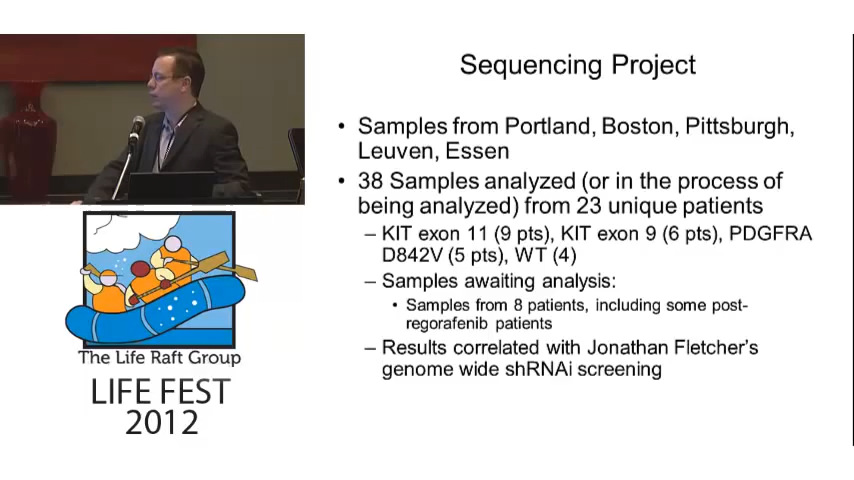 Sequencing Project
• Samples from Portland, Boston, Pittsburgh,
Leuven, Essen
• 38 Samples analyzed (or in the process of
being analyzed) from 23 unique patients
– KIT exon 11 (9 pts), KIT exon 9 (6 pts), PDGFRA
D842V (5 pts), WT (4)
– Samples awaiting analysis:
• Samples from 8 patients, including some post-
regorafenib patients
– Results correlated with Jonathan Fletcher's
genome wide shRNAi screening
The Life Raft Group
LIFE FEST
2012